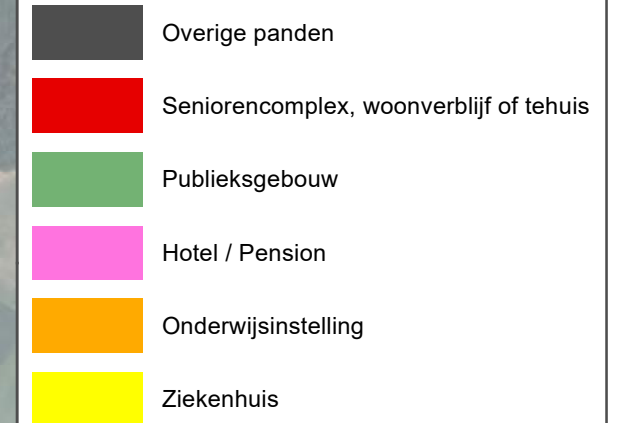 Overige panden
Seniorencomplex, woonverblijf of tehuis
Publieksgebouw
Hotel / Pension
Onderwijsinstelling
Ziekenhuis